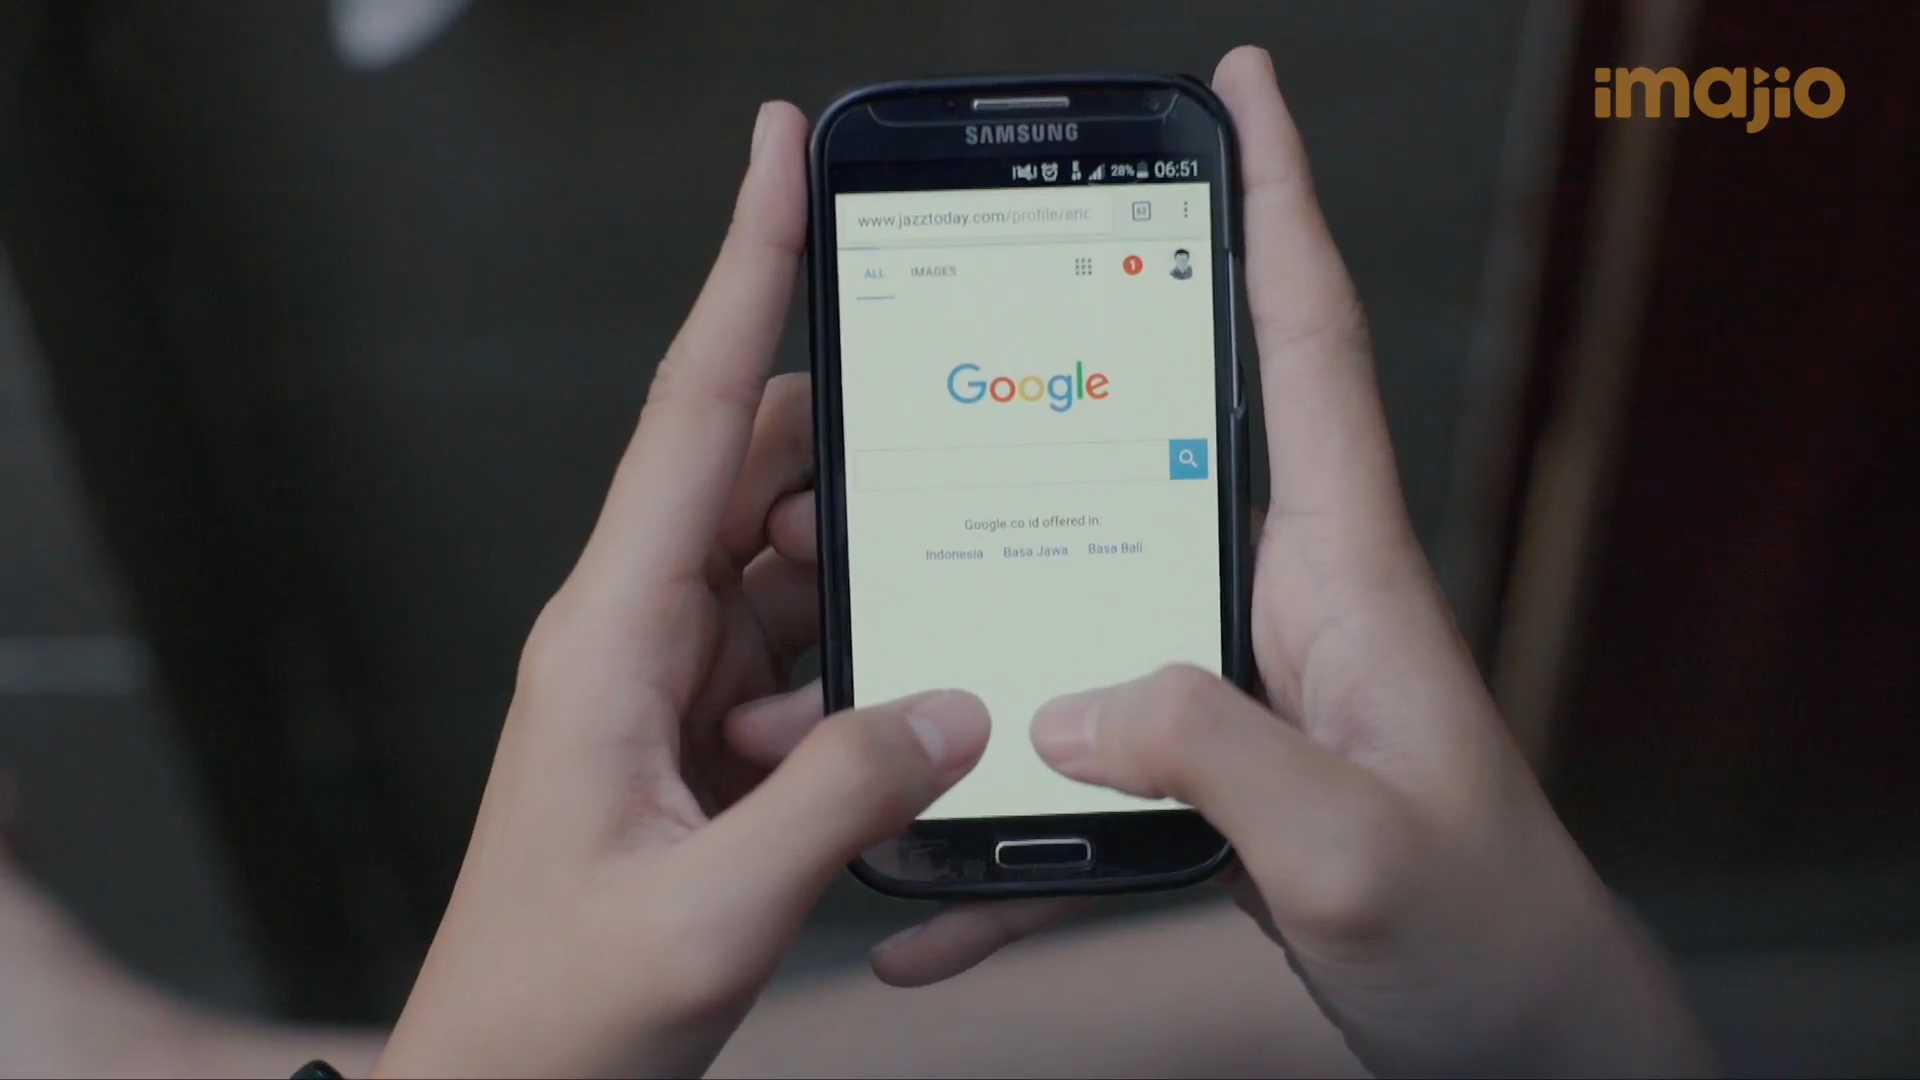 imajio
SAMSUNG
28% 06:51
www.jazztoday.com/profile/eric
62
ALL IMAGES
1
Google
Google.co.id offered in:
Indonesia Basa Jawa Basa Bali